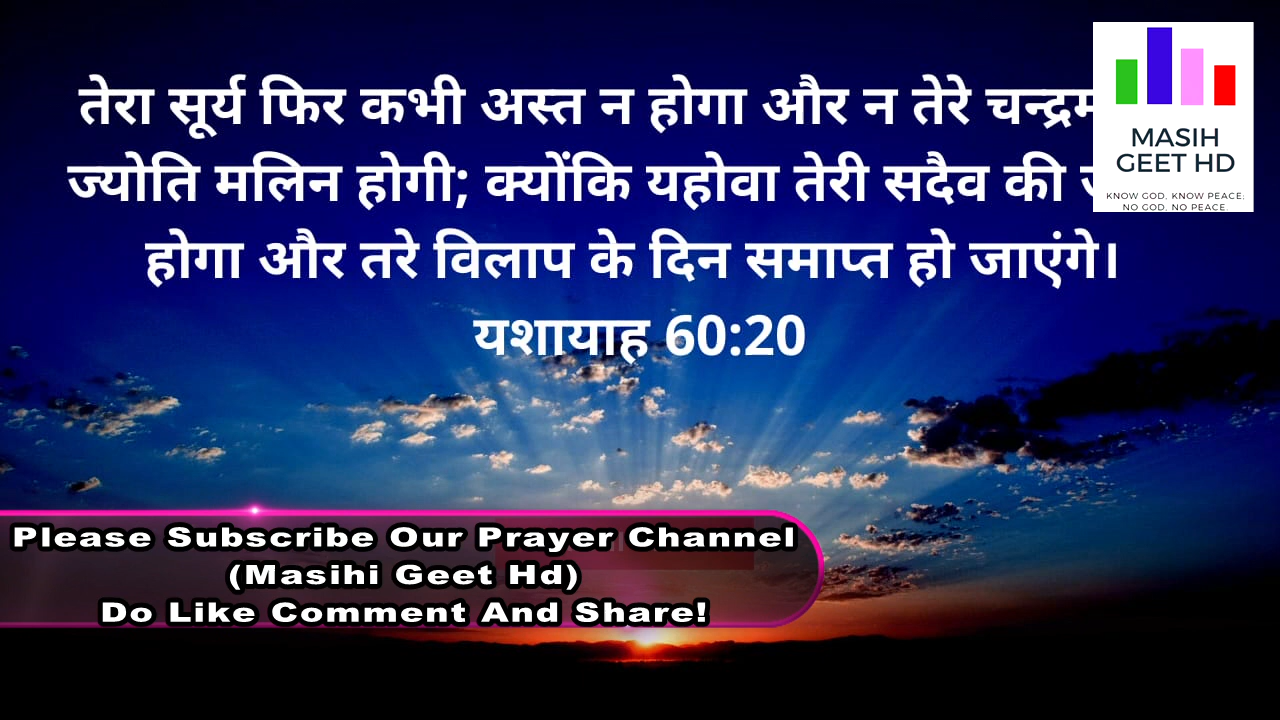 तेरा सूर्य फिर कभी अस्त न होगा और न तेरे
ज्योति मलिन होगी; क्योंकि यहोवा तेरी सदैव की
होगा और तरे विलाप के दिन समाप्त हो जाएंगे।
यशायाह 60:20
MASIH
GEET HD
KNOW GOD, KNOW PEACE;
NO GOD, NO PEACE.
Please Subscribe Our Prayer Channel
(Masihi Geet Hd)
Do Like Comment And Share!